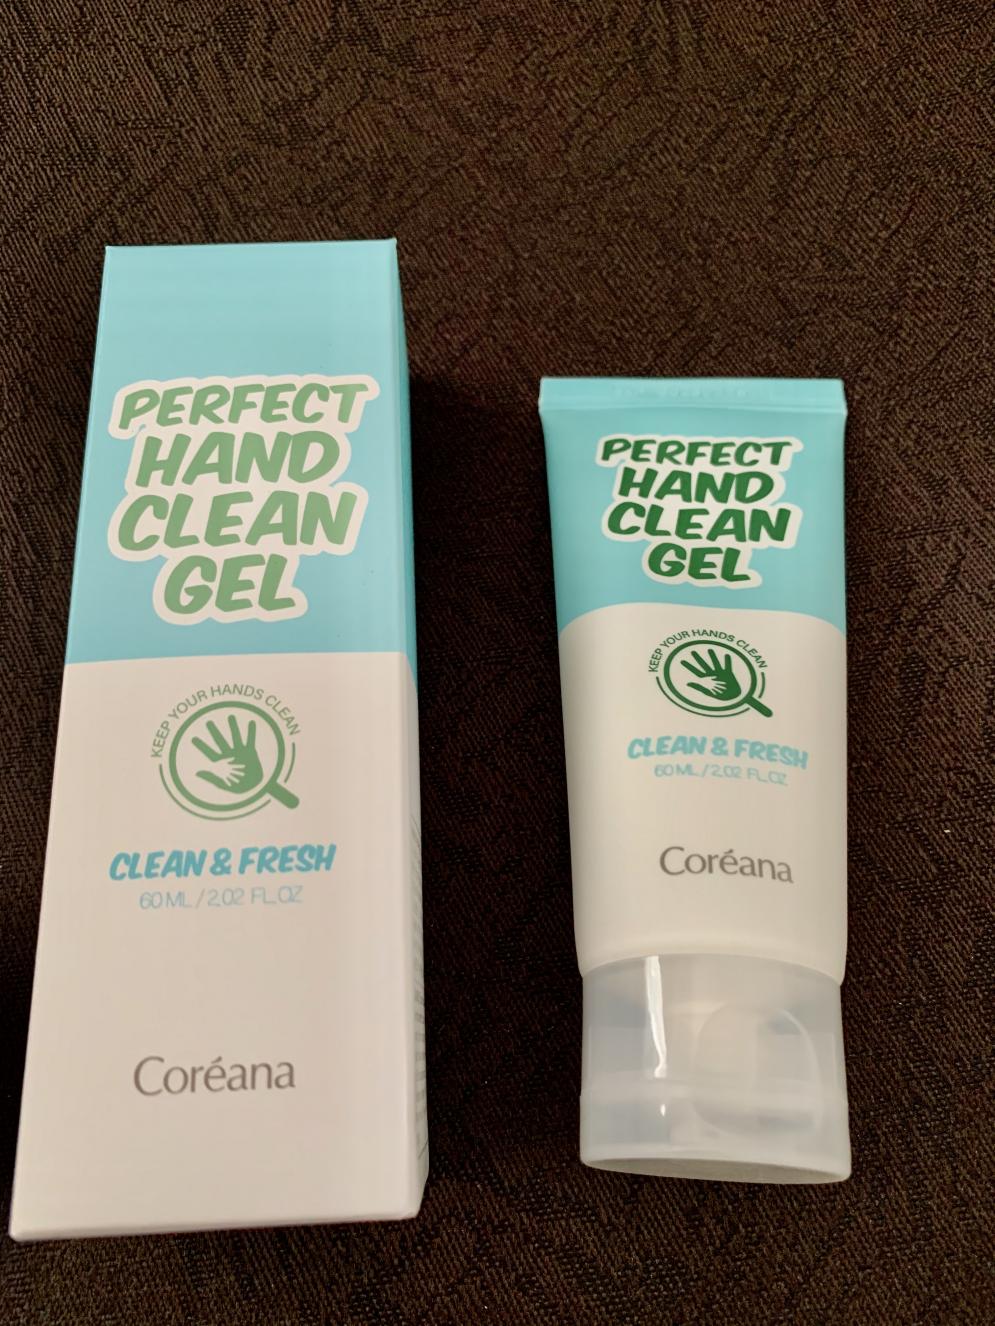 PERFECT
HAND
CLEAN
GEL
KEEP YOUR HANDS CLEAN
CLEAN & FRESH
60 ML / 2.02 FL.OZ
Coréana
PERFECT
HAND
CLEAN
GEL
KEEP YOUR HANDS CLEAN
CLEAN & FRESH
60 ML / 2.02 FL.OZ
Coréana